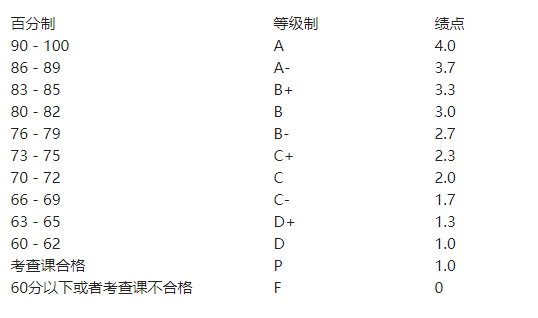 百分制 等级制 绩点
90 - 100 A 4.0
86 - 89 A- 3.7
83 - 85 B+ 3.3
80 - 82 B 3.0
76 - 79 B- 2.7
73 - 75 C+ 2.3
70 - 72 C 2.0
66 - 69 C- 1.7
63 - 65 D+ 1.3
60 - 62 D 1.0
考查课合格 P 1.0
60分以下或者考查课不合格 F 0